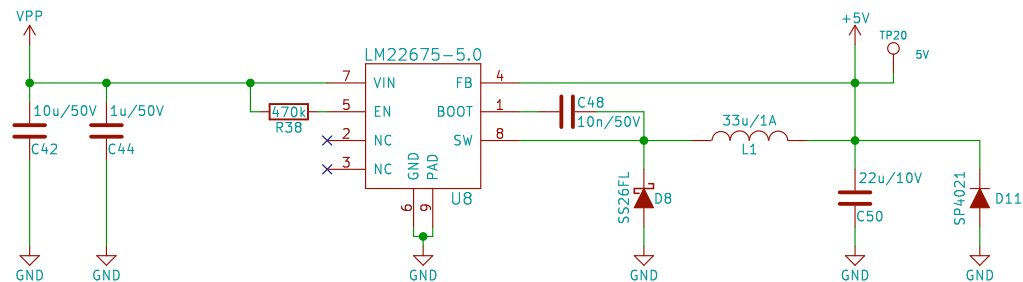 VPP
+5V
TP20
5V
LM22675-5.0
7
VIN
FB
4
10u/50V
1u/50V
470k
R38
5
EN
BOOT
1
C48
10n/50V
C42
C44
2
NC
SW
8
33u/1A
L1
3
NC
GND
PAD
6
9
U8
SS26FL
D8
22u/10V
C50
SP4021
D11
GND
GND
GND
GND
GND
GND